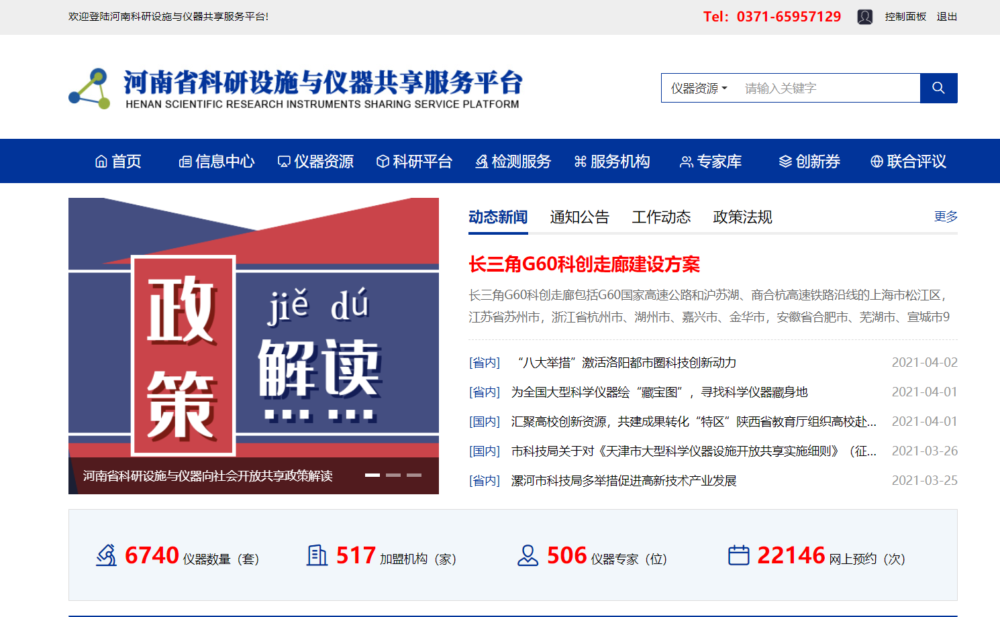 欢迎登陆河南科研设施与仪器共享服务平台!
Tel：0371-65957129
控制面板 退出
河南省科研设施与仪器共享服务平台
HENAN SCIENTIFIC RESEARCH INSTRUMENTS SHARING SERVICE PLATFORM
仪器资源 请输入关键字
首页 信息中心 仪器资源 科研平台 检测服务 服务机构 专家库 创新券 联合评议
政策
jiě dú
解读
……
河南省科研设施与仪器向社会开放共享政策解读
动态新闻 通知公告 工作动态 政策法规 更多
长三角G60科创走廊建设方案
长三角G60科创走廊包括G60国家高速公路和沪苏湖、商合杭高速铁路沿线的上海市松江区，
江苏省苏州市，浙江省杭州市、湖州市、嘉兴市、金华市，安徽省合肥市、芜湖市、宣城市9
[省内] “八大举措”激活洛阳都市圈科技创新动力 2021-04-02
[省内] 为全国大型科学仪器绘“藏宝图”，寻找科学仪器藏身地 2021-04-01
[国内] 汇聚高校创新资源，共建成果转化“特区”陕西省教育厅组织高校赴... 2021-04-01
[国内] 市科技局关于对《天津市大型科学仪器设施开放共享实施细则》（征... 2021-03-26
[省内] 漯河市科技局多举措促进高新技术产业发展 2021-03-25
6740 仪器数量（套）
517 加盟机构（家）
506 仪器专家（位）
22146 网上预约（次）